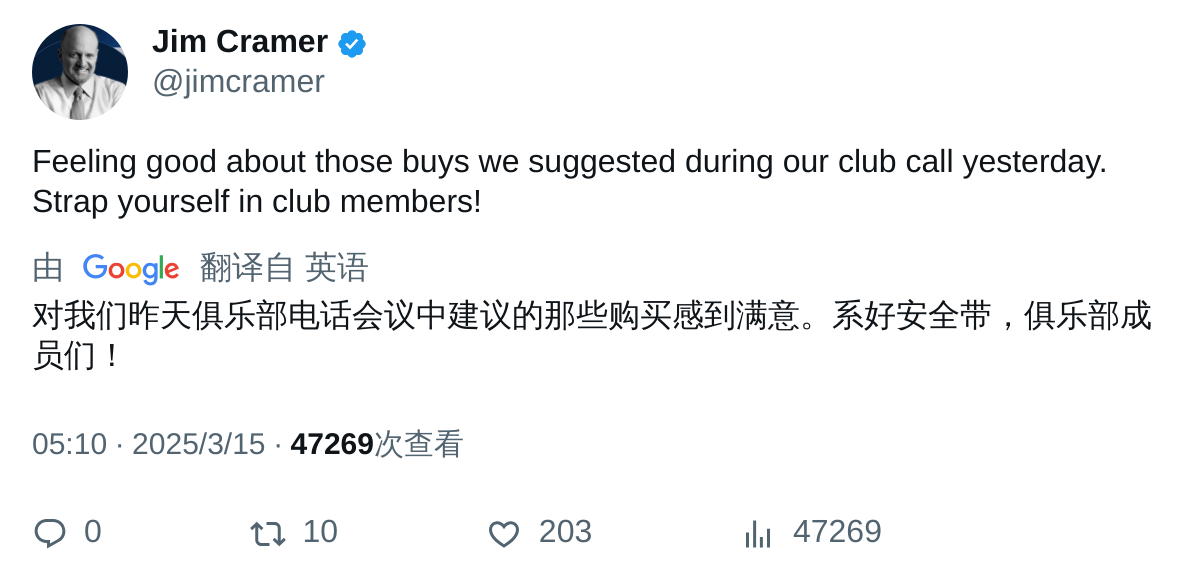 Jim Cramer
@jimcramer
Feeling good about those buys we suggested during our club call yesterday.
Strap yourself in club members!
由 Google 翻译自 英语
对我们昨天俱乐部电话会议中建议的那些购买感到满意。系好安全带，俱乐部成
员们！
05:10 · 2025/3/15 · 47269次查看
0 10 203 47269